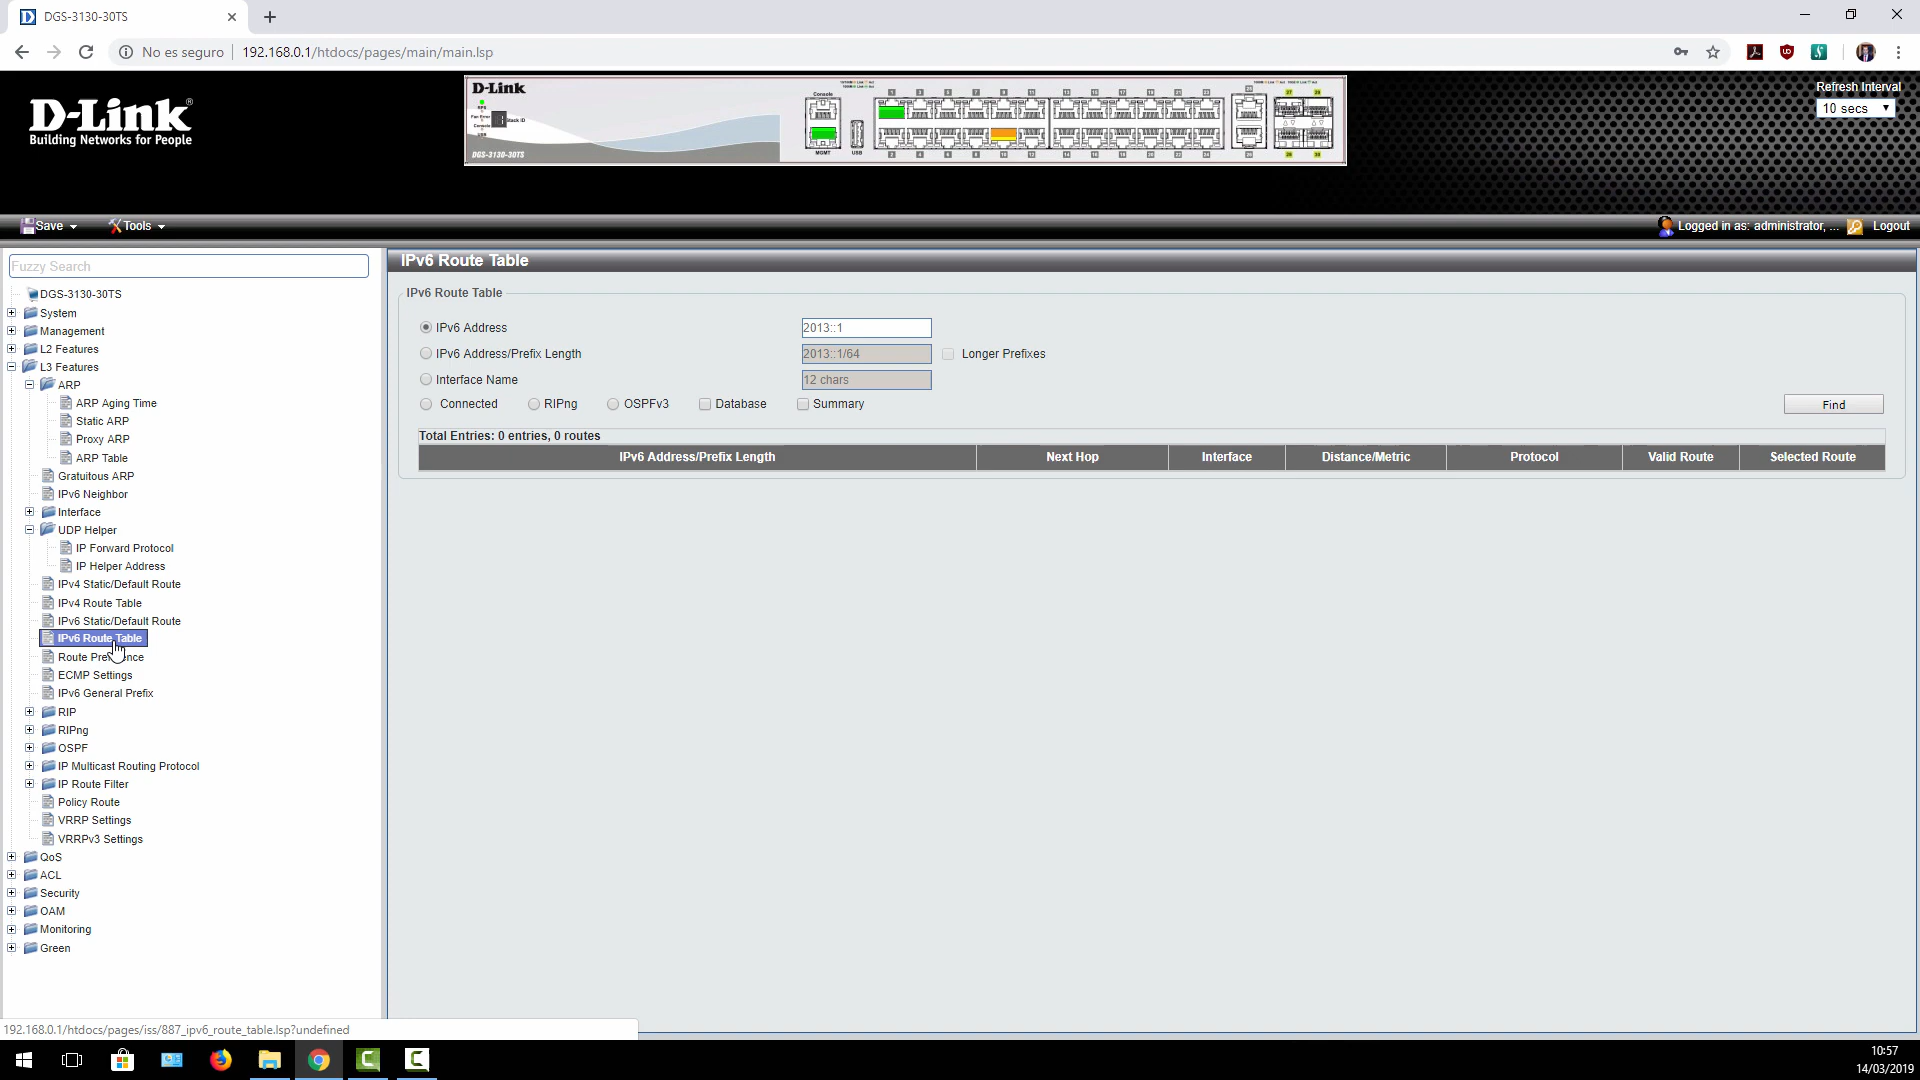 DGS-3130-30TS
No es seguro
192.168.0.1/htdocs/pages/main/main.lsp
D-Link
Building Networks for People
D-Link
Console
MGMT
USB
DGS-3130-30TS
Refresh Interval
10 secs
Save
Tools
Logged in as: administrator, ...
Logout
Fuzzy Search
DGS-3130-30TS
System
Management
L2 Features
L3 Features
ARP
ARP Aging Time
Static ARP
Proxy ARP
ARP Table
Gratuitous ARP
IPv6 Neighbor
Interface
UDP Helper
IP Forward Protocol
IP Helper Address
IPv4 Static/Default Route
IPv4 Route Table
IPv6 Static/Default Route
IPv6 Route Table
Route Preference
ECMP Settings
IPv6 General Prefix
RIP
RIPng
OSPF
IP Multicast Routing Protocol
IP Route Filter
Policy Route
VRRP Settings
VRRPv3 Settings
QoS
ACL
Security
OAM
Monitoring
Green
IPv6 Route Table
IPv6 Route Table
IPv6 Address
2013::1
IPv6 Address/Prefix Length
2013::1/64
Longer Prefixes
Interface Name
12 chars
Connected RIPng OSPFv3 Database Summary
Find
Total Entries: 0 entries, 0 routes
IPv6 Address/Prefix Length Next Hop Interface Distance/Metric Protocol Valid Route Selected Route
192.168.0.1/htdocs/pages/iss/887_ipv6_route_table.lsp?undefined
10:57
14/03/2019